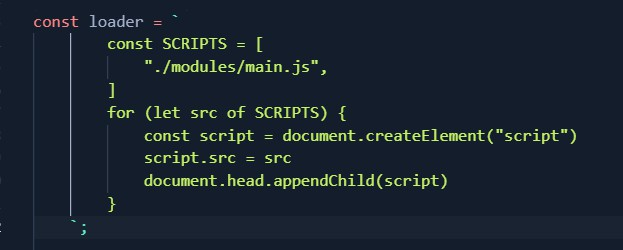 const loader = `
const SCRIPTS = [
"./modules/main.js",
]
for (let src of SCRIPTS) {
const script = document.createElement("script")
script.src = src
document.head.appendChild(script)
}
`;